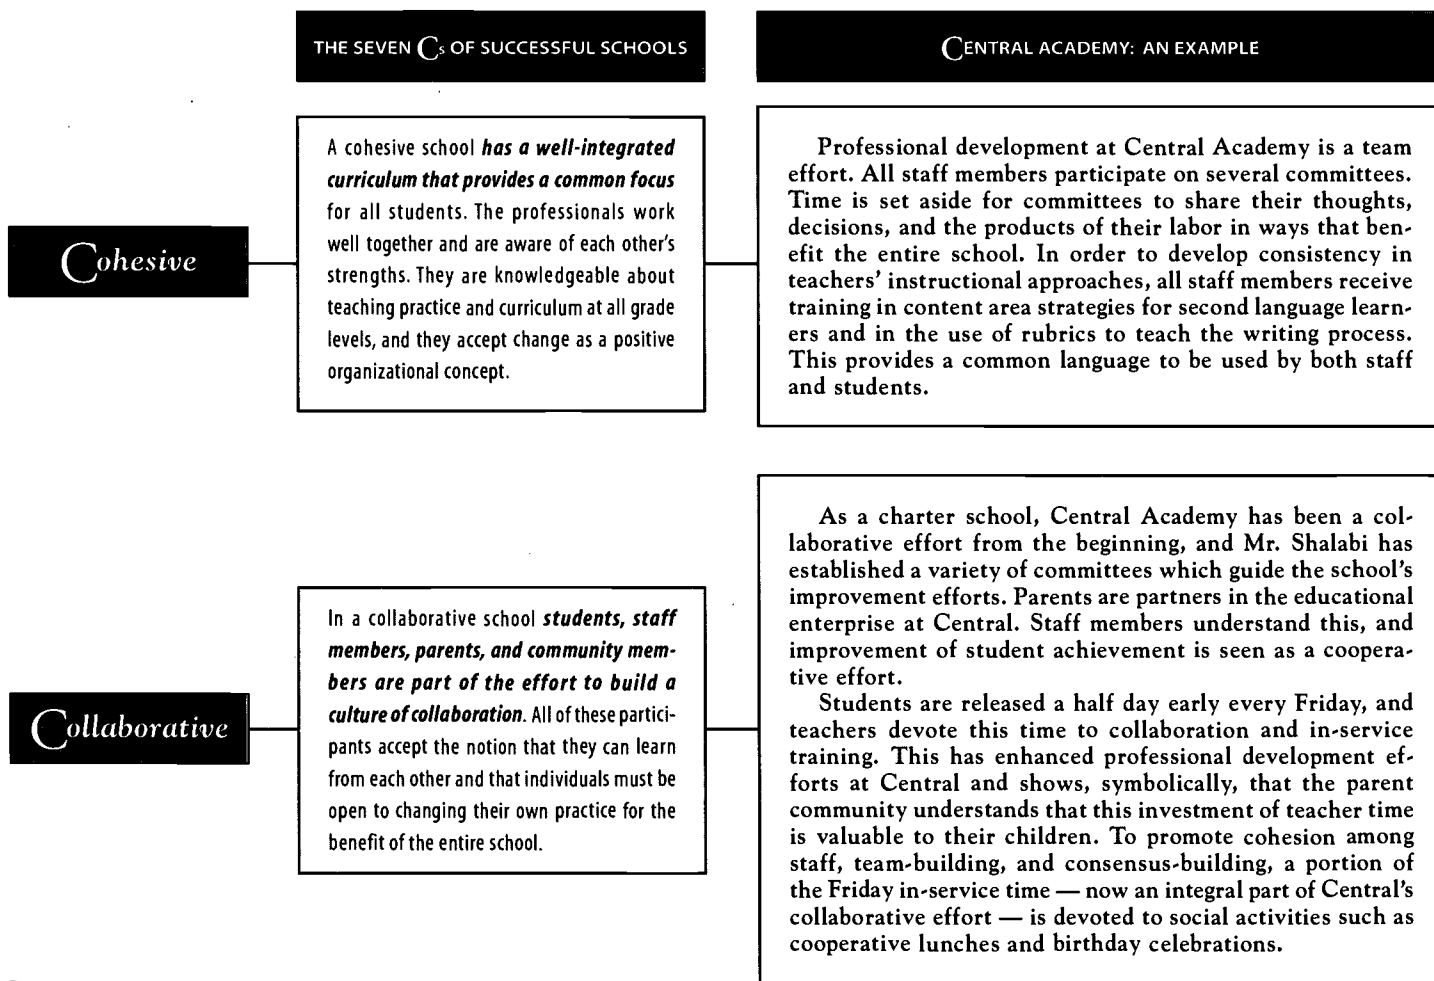 THE SEVEN Cs OF SUCCESSFUL SCHOOLS
CENTRAL ACADEMY: AN EXAMPLE
Cohesive
A cohesive school has a well-integrated
curriculum that provides a common focus
for all students. The professionals work
well together and are aware of each other's
strengths. They are knowledgeable about
teaching practice and curriculum at all grade
levels, and they accept change as a positive
organizational concept.
Professional development at Central Academy is a team
effort. All staff members participate on several committees.
Time is set aside for committees to share their thoughts,
decisions, and the products of their labor in ways that ben-
efit the entire school. In order to develop consistency in
teachers' instructional approaches, all staff members receive
training in content area strategies for second language learn-
ers and in the use of rubrics to teach the writing process.
This provides a common language to be used by both staff
and students.
Collaborative
In a collaborative school students, staff
members, parents, and community mem-
bers are part of the effort to build a
culture of collaboration. All of these partici-
pants accept the notion that they can learn
from each other and that individuals must be
open to changing their own practice for the
benefit of the entire school.
As a charter school, Central Academy has been a col-
laborative effort from the beginning, and Mr. Shalabi has
established a variety of committees which guide the school's
improvement efforts. Parents are partners in the educational
enterprise at Central. Staff members understand this, and
improvement of student achievement is seen as a coopera-
tive effort.
Students are released a half day early every Friday, and
teachers devote this time to collaboration and in-service
training. This has enhanced professional development ef-
forts at Central and shows, symbolically, that the parent
community understands that this investment of teacher time
is valuable to their children. To promote cohesion among
staff, team-building, and consensus-building, a portion of
the Friday in-service time — now an integral part of Central's
collaborative effort — is devoted to social activities such as
cooperative lunches and birthday celebrations.